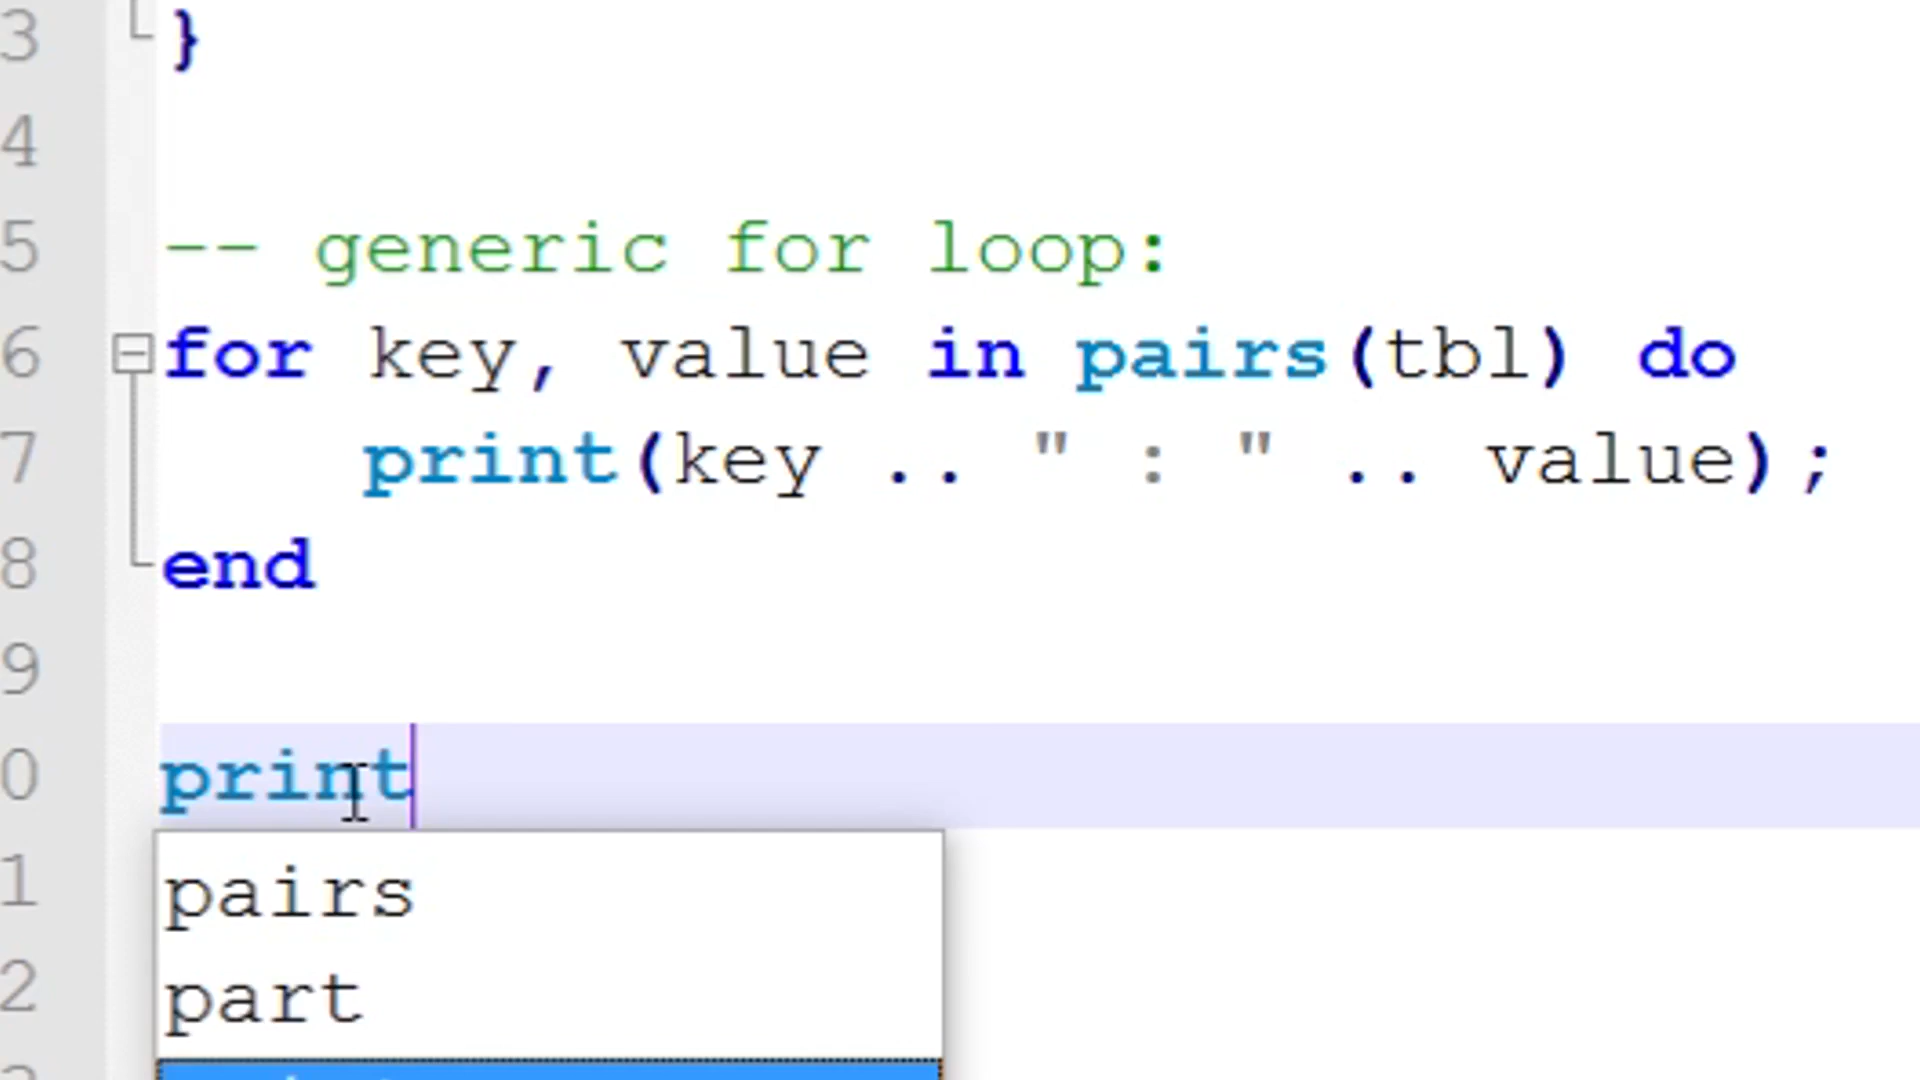 3 }
4
5 -- generic for loop:
6 for key, value in pairs(tbl) do
7 print(key .. " : " .. value);
8 end
9
0 print
1 pairs
2 part